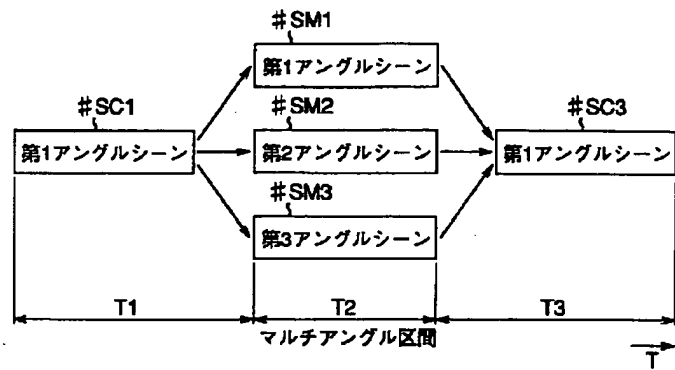 #SM1
第1アングルシーン
#SC1
第1アングルシーン
#SM2
第2アングルシーン
#SC3
第1アングルシーン
#SM3
第3アングルシーン
T1
T2
T3
マルチアングル区間
T